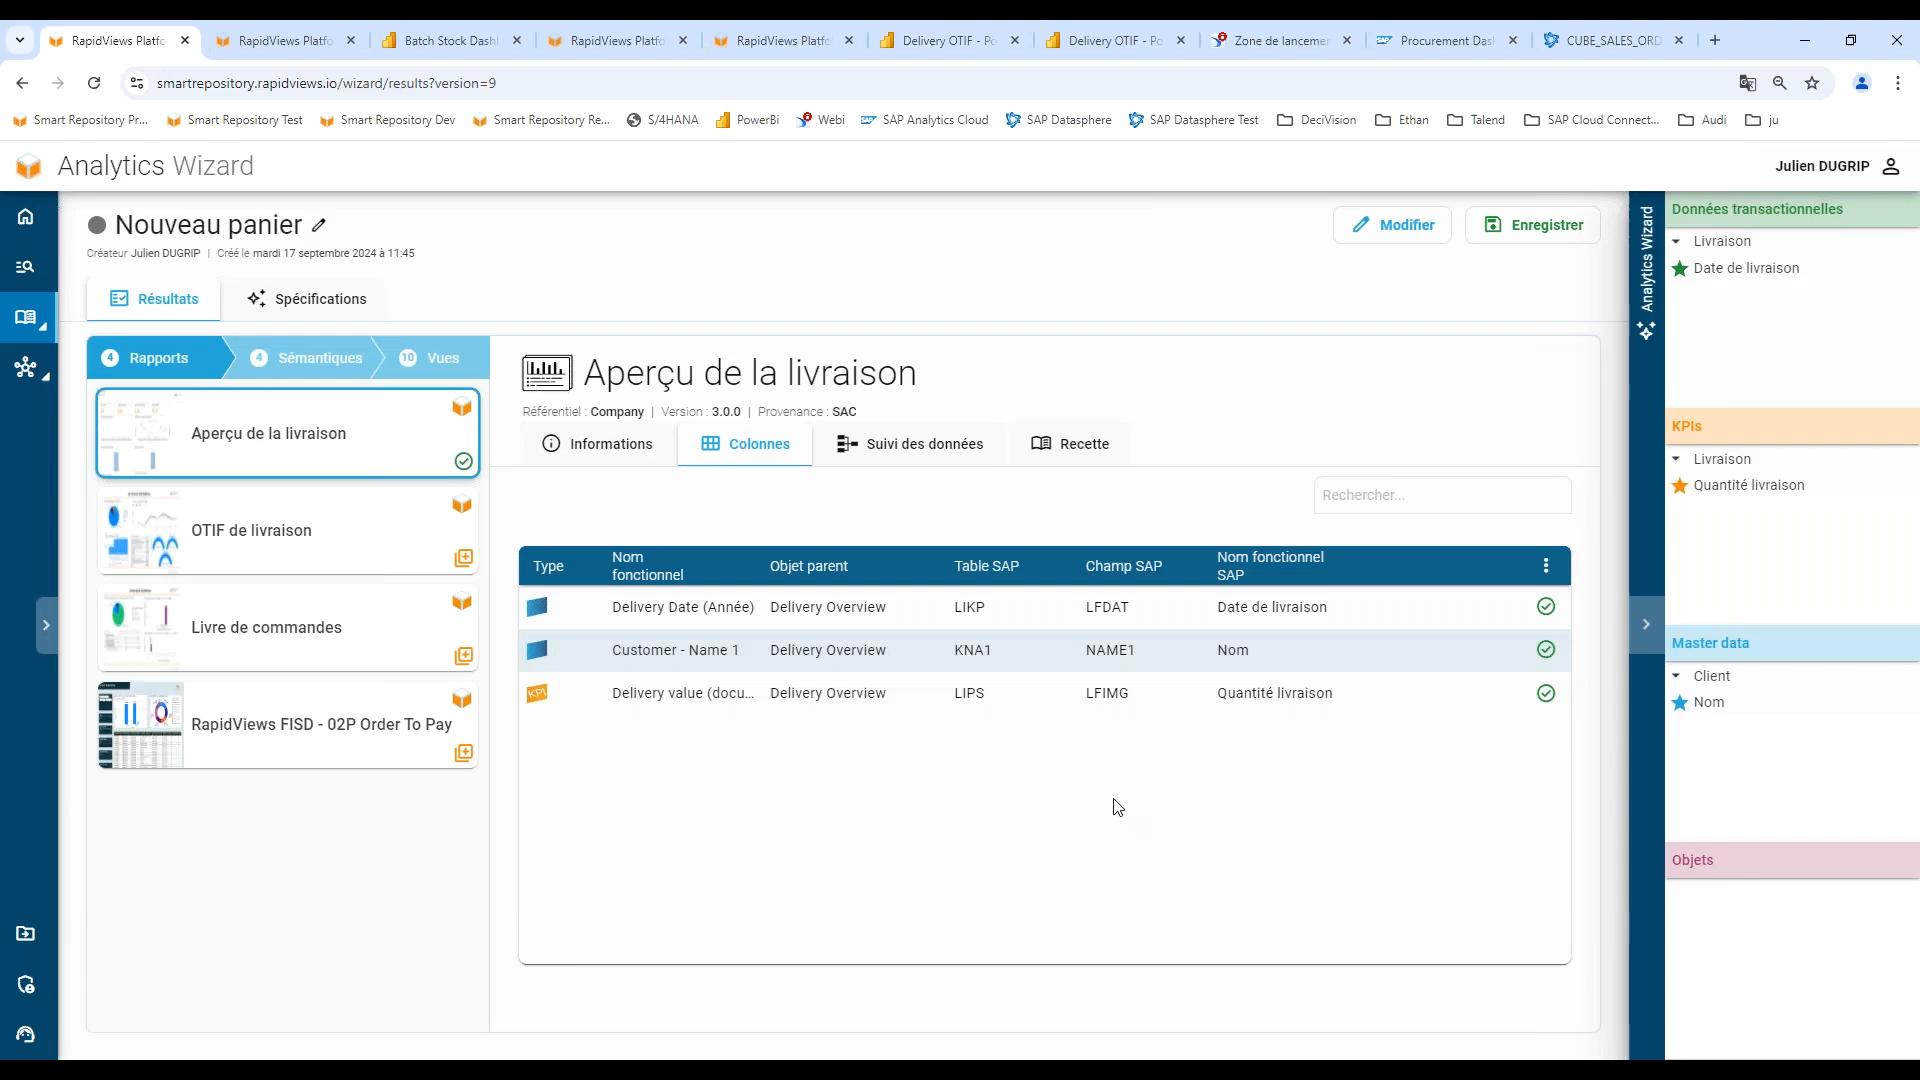 RapidViews Platfo
RapidViews Platfo
Batch Stock Dash
RapidViews Platfo
RapidViews Platfo
Delivery OTIF - Po
Delivery OTIF - Po
Zone de lancemen
Procurement Das
CUBE_SALES_ORD
smartrepository.rapidviews.io/wizard/results?version=9
Smart Repository Pr...
Smart Repository Test
Smart Repository Dev
Smart Repository Re...
S/4HANA
PowerBi
Webi
SAP Analytics Cloud
SAP Datasphere
SAP Datasphere Test
DeciVision
Ethan
Talend
SAP Cloud Connect...
Audi
ju
Analytics Wizard
Julien DUGRIP
Nouveau panier
Créateur Julien DUGRIP | Créé le mardi 17 septembre 2024 à 11:45
Modifier
Enregistrer
Résultats
Spécifications
4 Rapports
4 Sémantiques
10 Vues
Aperçu de la livraison
OTIF de livraison
Livre de commandes
RapidViews FISD - 02P Order To Pay
Aperçu de la livraison
Référentiel : Company | Version : 3.0.0 | Provenance : SAC
Informations
Colonnes
Suivi des données
Recette
Rechercher...
Type
Nom fonctionnel
Objet parent
Table SAP
Champ SAP
Nom fonctionnel SAP
Delivery Date (Année) Delivery Overview LIKP LFDAT Date de livraison
Customer - Name 1 Delivery Overview KNA1 NAME1 Nom
KPI Delivery value (docu... Delivery Overview LIPS LFIMG Quantité livraison
Analytics Wizard
Données transactionnelles
Livraison
Date de livraison
KPIs
Livraison
Quantité livraison
Master data
Client
Nom
Objets